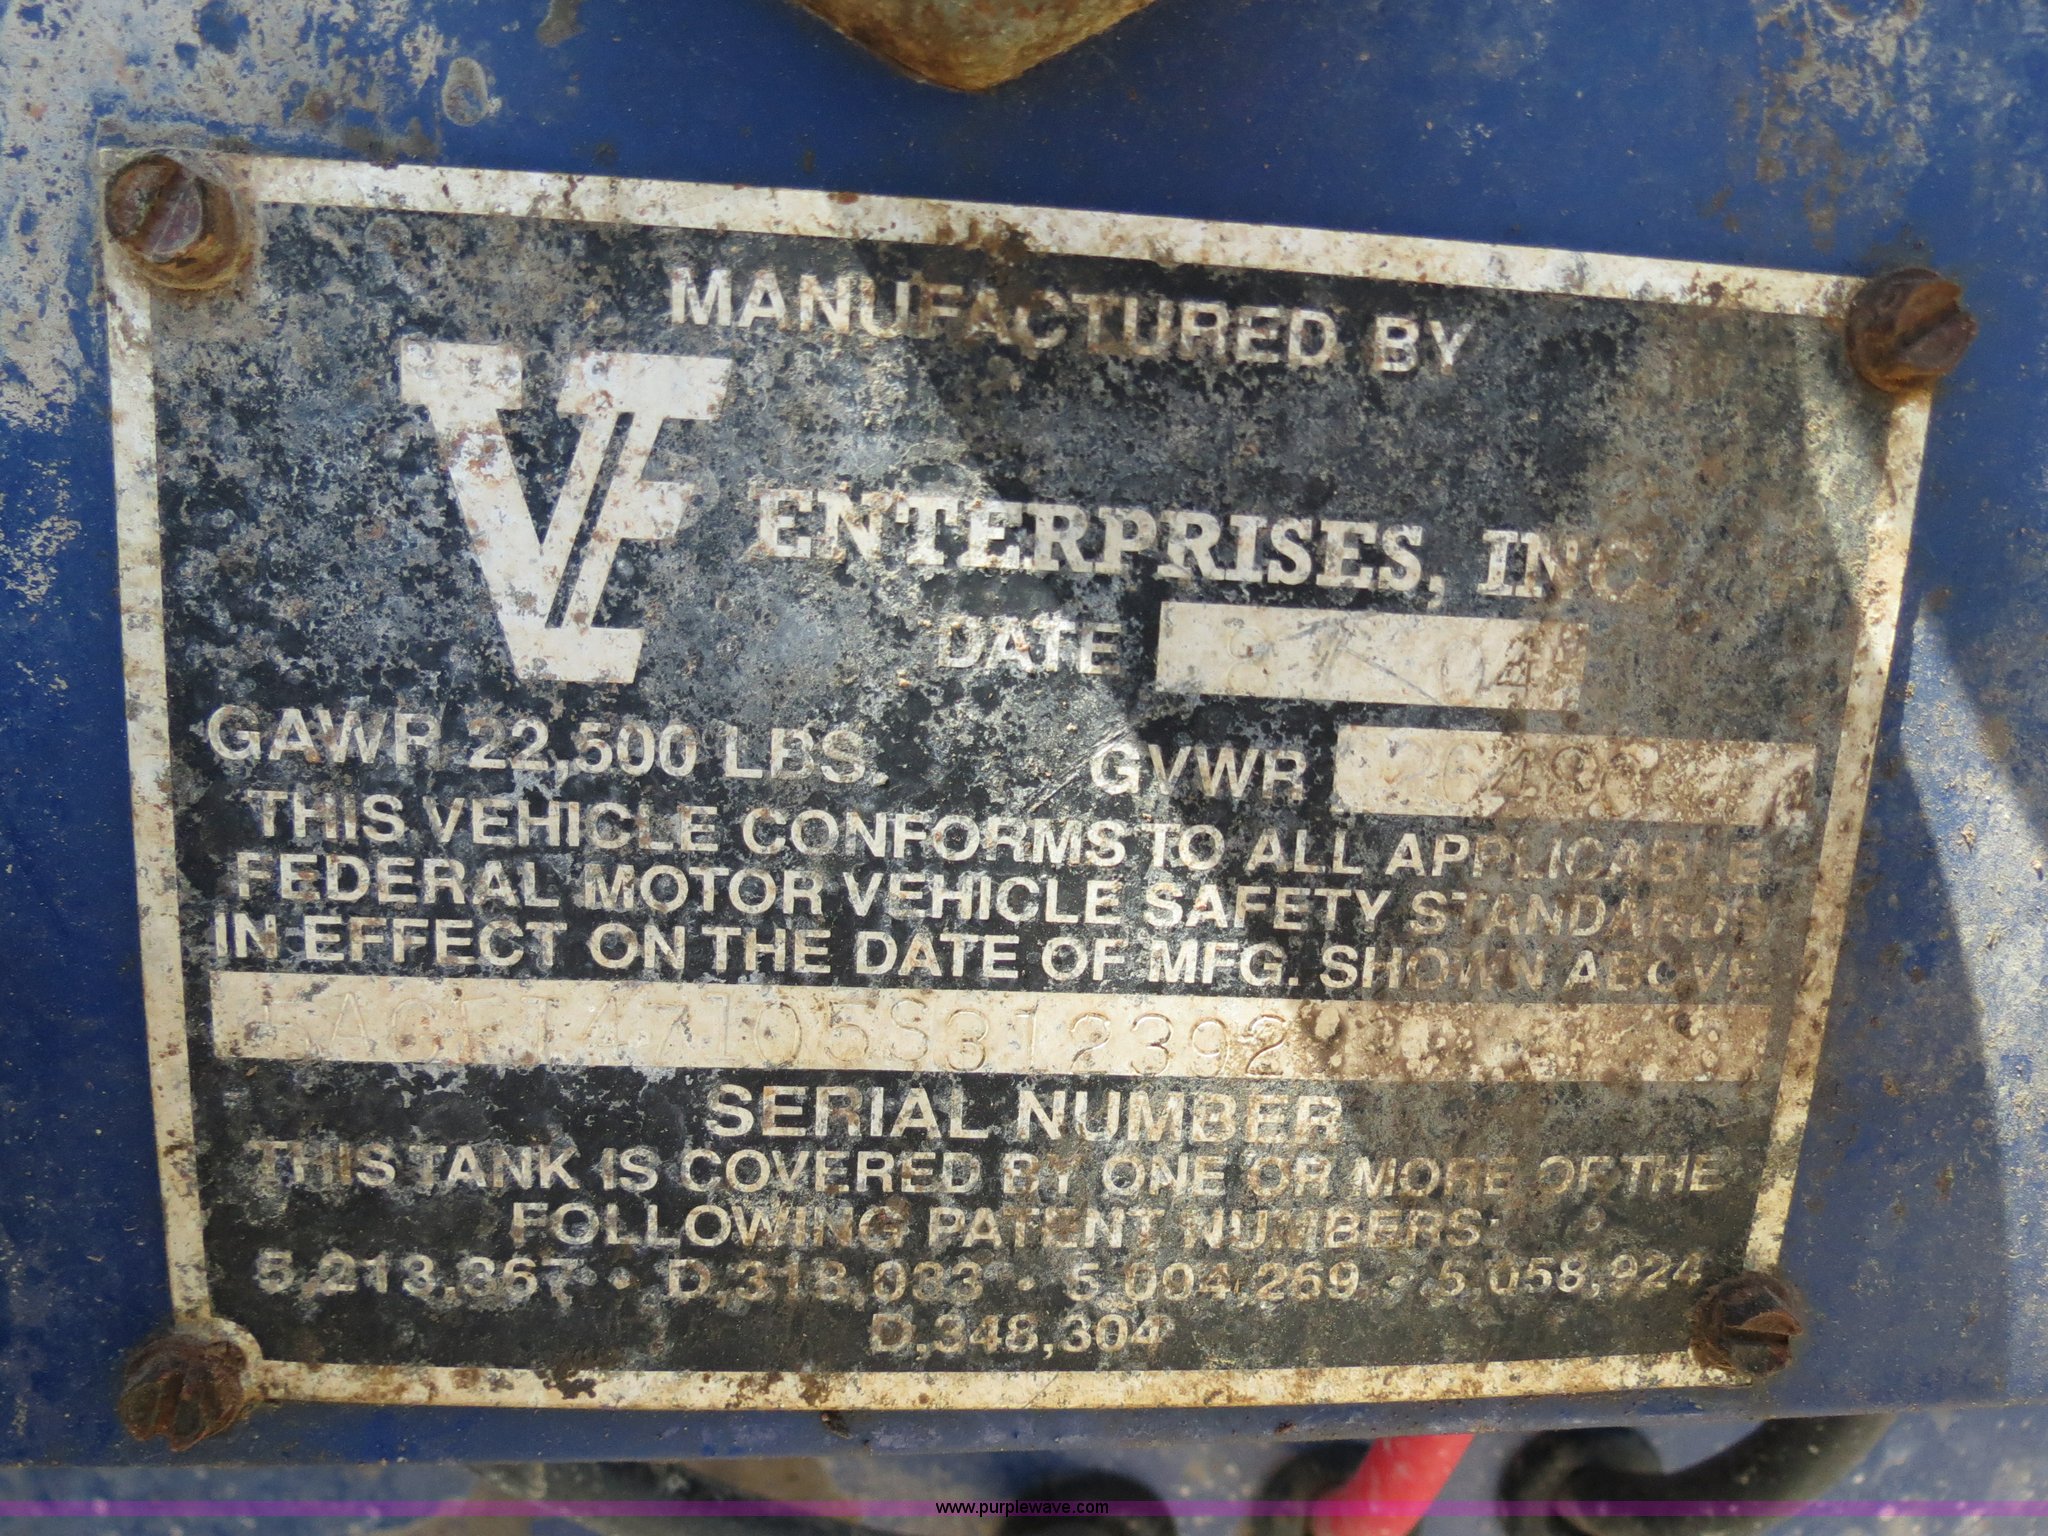 MANUFACTURED BY
VE ENTERPRISES, INC
DATE
GAWR 22,500 LBS. GVWR
THIS VEHICLE CONFORMS TO ALL APPLICABLE
FEDERAL MOTOR VEHICLE SAFETY STANDARDS
IN EFFECT ON THE DATE OF MFG. SHOWN ABOVE
SERIAL NUMBER
THIS TANK IS COVERED BY ONE OR MORE OF THE
FOLLOWING PATENT NUMBERS:
5,213,367 • D,318,033 • 5,004,269 • 5,058,924
D,348,304
www.purplewave.com